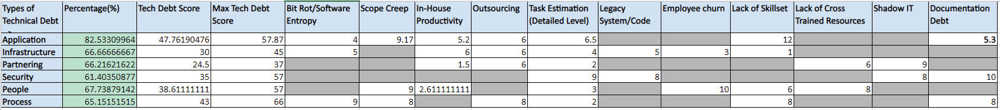 Types of Technical Debt -> Percentage(%) Tech Debt Score Max Tech Debt Score Bit Rot/Software Entropy Scope Creep In-House Productivity Outsourcing Task Estimation (Detailed Level) Legacy System/Code Employee churn Lack of Skillset Lack of Cross Trained Resources Shadow IT Documentation Debt
Application 82.53309964 47.76190476 57.87 4 9.17 5.2 6 6.5 12 5.3
Infrastructure 66.66666667 30 45 5 6 6 4 5 3 1
Partnering 66.21621622 24.5 37 1.5 6 2 6 9
Security 61.40350877 35 57 9 8 8 10
People 67.73879142 38.61111111 57 9 2.611111111 3 10 6 8
Process 65.15151515 43 66 9 8 8 2 8 8